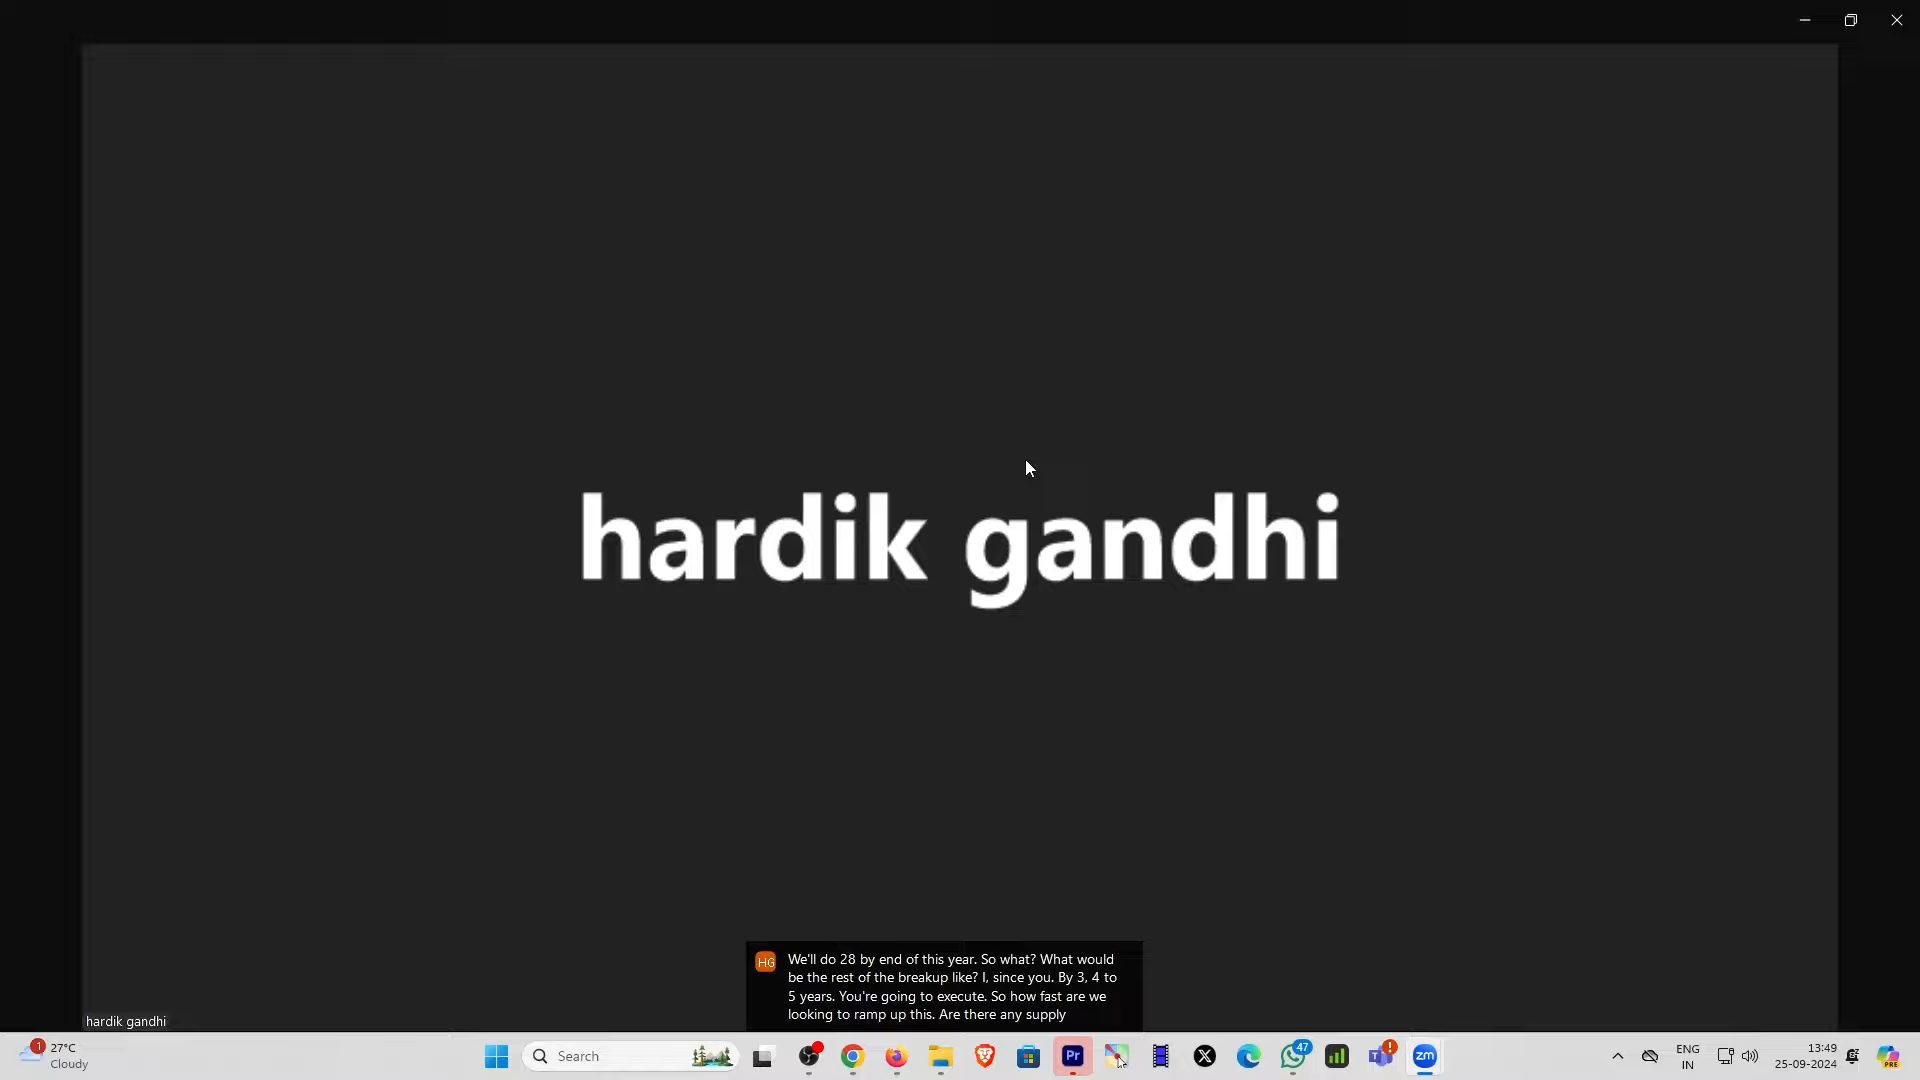 hardik gandhi
HG
We'll do 28 by end of this year. So what? What would
be the rest of the breakup like? I, since you. By 3, 4 to
5 years. You're going to execute. So how fast are we
looking to ramp up this. Are there any supply
hardik gandhi
1
27°C
Cloudy
Search
Pr
X
47
T
!
zm
ENG
IN
13:49
25-09-2024
PRE